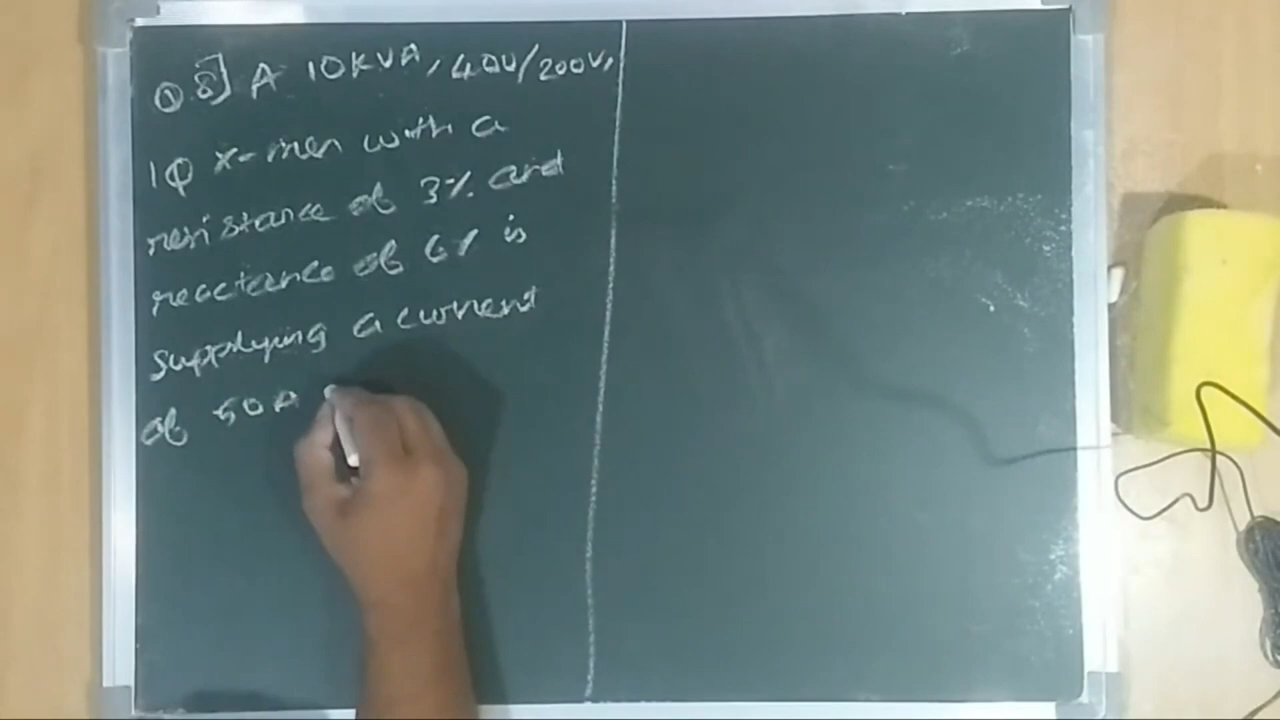 Q 8] A 10KVA, 400/200V,
1φ x-mer with a
resistance of 3% and
reactance of 6% is
supplying a current
of 50A